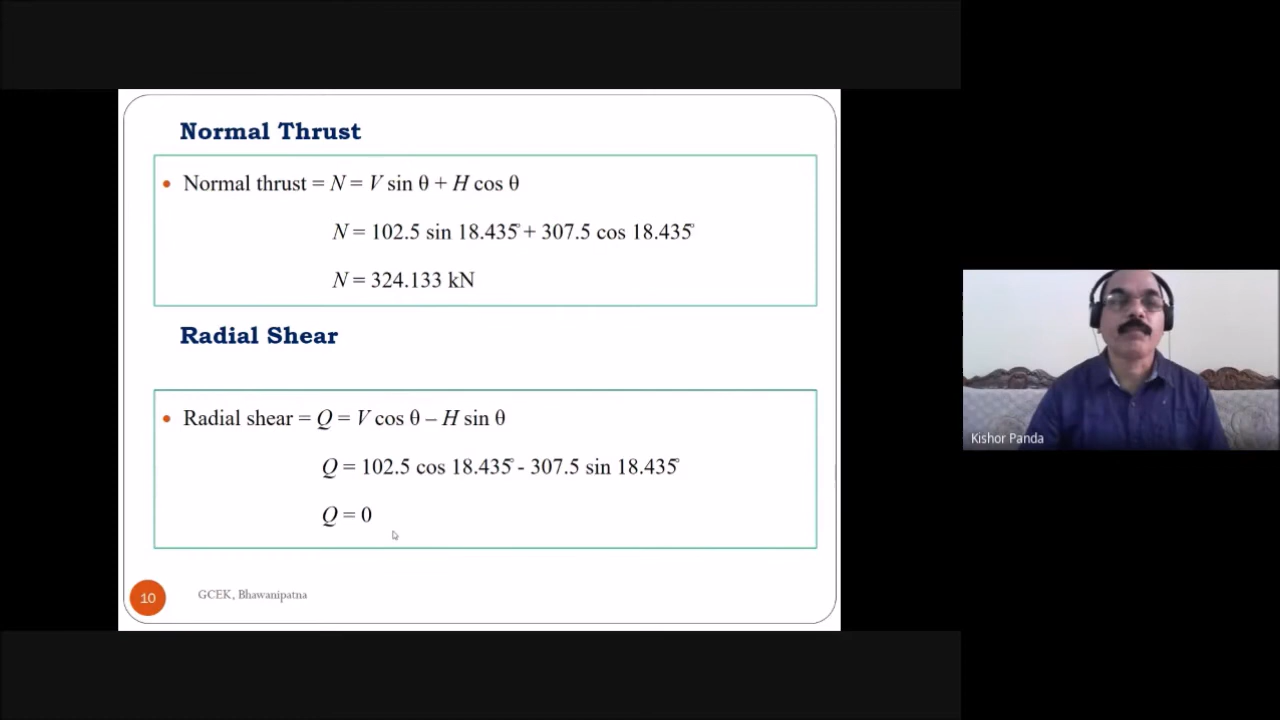 Normal Thrust
• Normal thrust = N = V sin θ + H cos θ
N = 102.5 sin 18.435° + 307.5 cos 18.435°
N = 324.133 kN
Radial Shear
• Radial shear = Q = V cos θ – H sin θ
Q = 102.5 cos 18.435° - 307.5 sin 18.435°
Q = 0
10 GCEK, Bhawanipatna
Kishor Panda